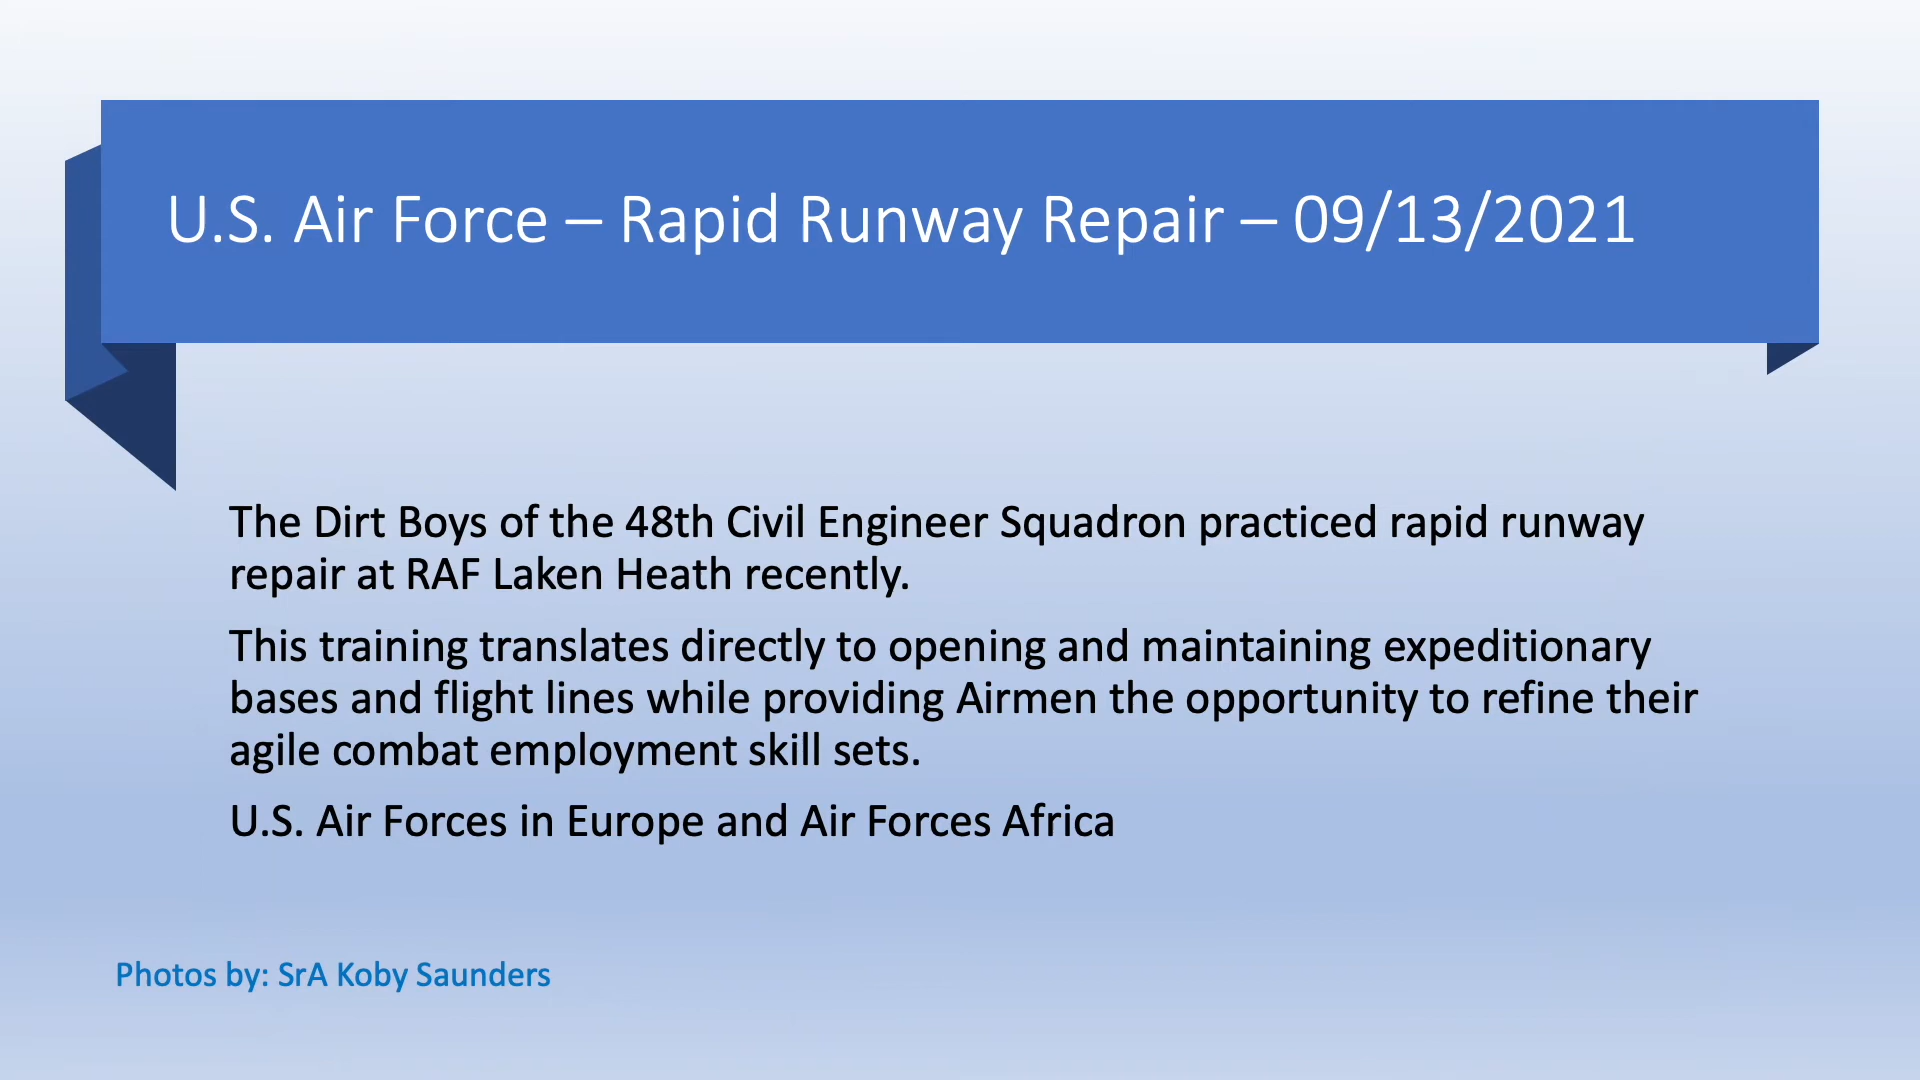 U.S. Air Force – Rapid Runway Repair – 09/13/2021
The Dirt Boys of the 48th Civil Engineer Squadron practiced rapid runway
repair at RAF Laken Heath recently.
This training translates directly to opening and maintaining expeditionary
bases and flight lines while providing Airmen the opportunity to refine their
agile combat employment skill sets.
U.S. Air Forces in Europe and Air Forces Africa
Photos by: SrA Koby Saunders